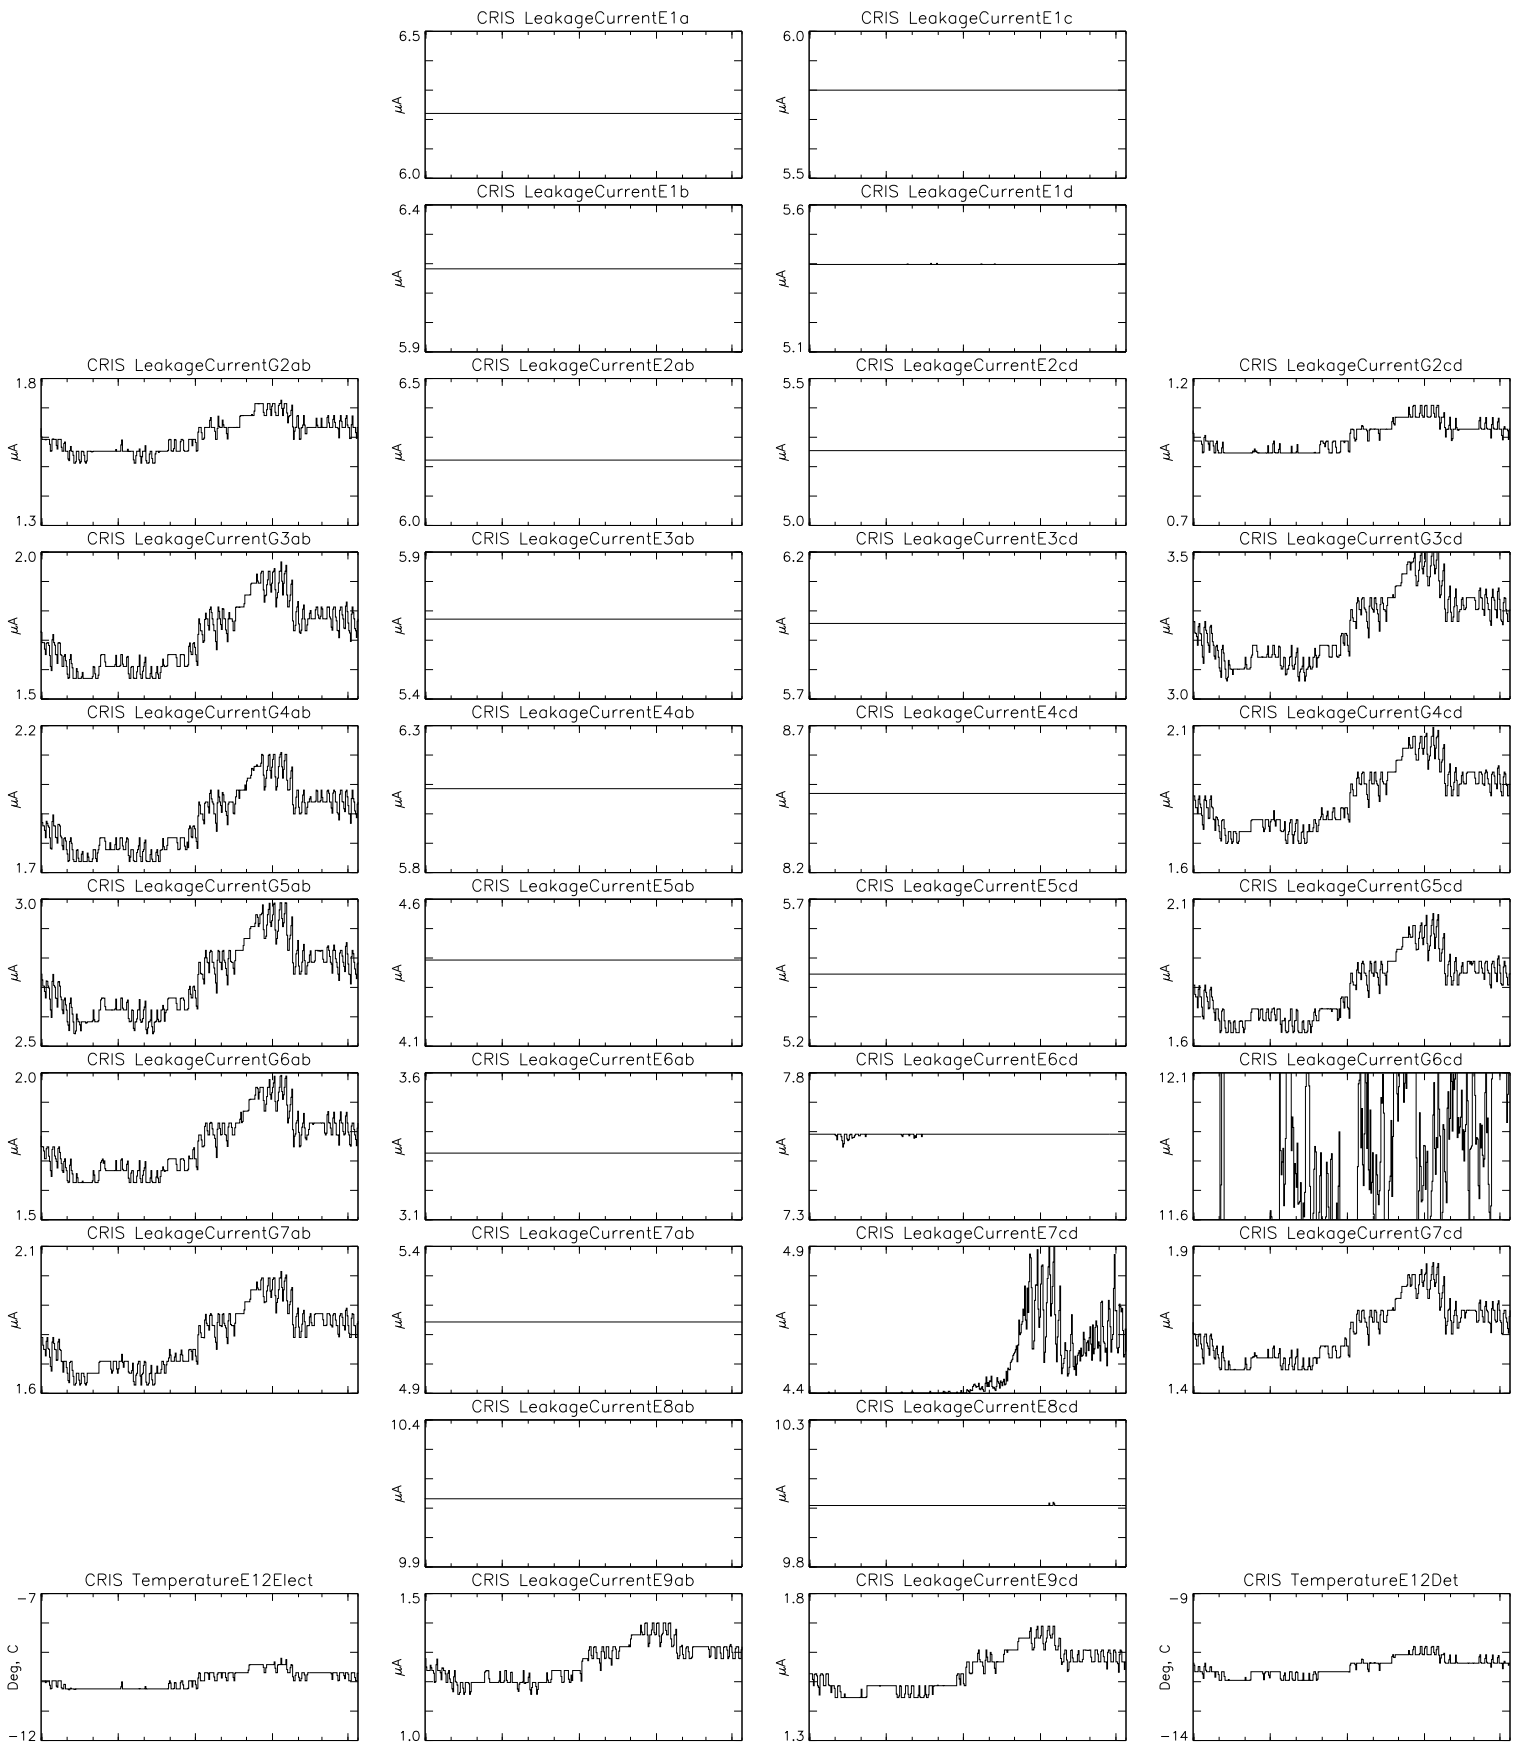 CRIS LeakageCurrentE1a
6.5
μA
6.0
CRIS LeakageCurrentE1c
6.0
μA
5.5
CRIS LeakageCurrentE1b
6.4
μA
5.9
CRIS LeakageCurrentE1d
5.6
μA
5.1
CRIS LeakageCurrentG2ab
1.8
μA
1.3
CRIS LeakageCurrentE2ab
6.5
μA
6.0
CRIS LeakageCurrentE2cd
5.5
μA
5.0
CRIS LeakageCurrentG2cd
1.2
μA
0.7
CRIS LeakageCurrentG3ab
2.0
μA
1.5
CRIS LeakageCurrentE3ab
5.9
μA
5.4
CRIS LeakageCurrentE3cd
6.2
μA
5.7
CRIS LeakageCurrentG3cd
3.5
μA
3.0
CRIS LeakageCurrentG4ab
2.2
μA
1.7
CRIS LeakageCurrentE4ab
6.3
μA
5.8
CRIS LeakageCurrentE4cd
8.7
μA
8.2
CRIS LeakageCurrentG4cd
2.1
μA
1.6
CRIS LeakageCurrentG5ab
3.0
μA
2.5
CRIS LeakageCurrentE5ab
4.6
μA
4.1
CRIS LeakageCurrentE5cd
5.7
μA
5.2
CRIS LeakageCurrentG5cd
2.1
μA
1.6
CRIS LeakageCurrentG6ab
2.0
μA
1.5
CRIS LeakageCurrentE6ab
3.6
μA
3.1
CRIS LeakageCurrentE6cd
7.8
μA
7.3
CRIS LeakageCurrentG6cd
12.1
μA
11.6
CRIS LeakageCurrentG7ab
2.1
μA
1.6
CRIS LeakageCurrentE7ab
5.4
μA
4.9
CRIS LeakageCurrentE7cd
4.9
μA
4.4
CRIS LeakageCurrentG7cd
1.9
μA
1.4
CRIS LeakageCurrentE8ab
10.4
μA
9.9
CRIS LeakageCurrentE8cd
10.3
μA
9.8
CRIS TemperatureE12Elect
−7
Deg, C
−12
CRIS LeakageCurrentE9ab
1.5
μA
1.0
CRIS LeakageCurrentE9cd
1.8
μA
1.3
CRIS TemperatureE12Det
−9
Deg, C
−14